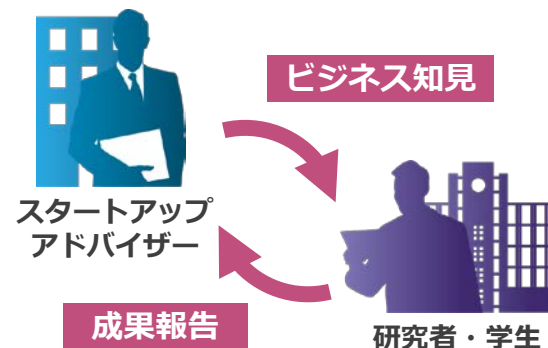 ビジネス知見
スタートアップ
アドバイザー
成果報告
研究者・学生